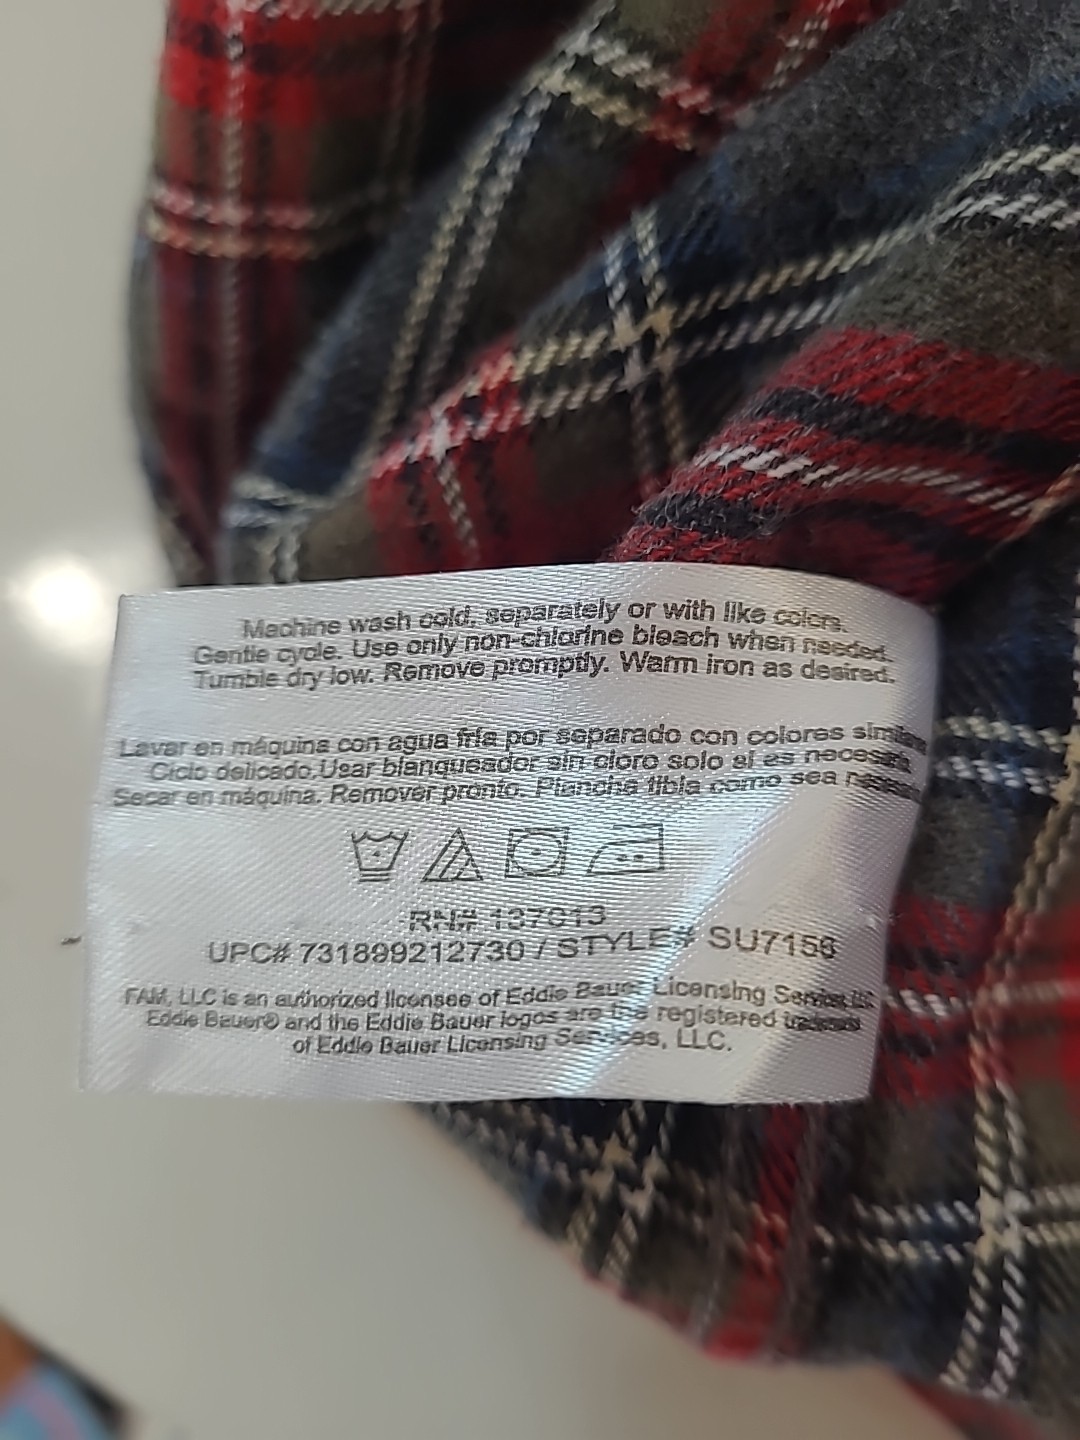 Machine wash cold, separately or with like colors.
Gentle cycle. Use only non-chlorine bleach when needed.
Tumble dry low. Remove promptly. Warm iron as desired.
Lavar en máquina con agua fría por separado con colores
Ciclo delicado.Usar blanqueador sin cloro solo si es
Secar en máquina. Remover pronto. Plancha tibia como sea
RN# 137013
UPC# 731899212730 / STYLE# SU7156
FAM, LLC is an authorized licensee of Eddie Bauer Licensing Services LLC
Eddie Bauer® and the Eddie Bauer logos are the registered trademarks
of Eddie Bauer Licensing Services, LLC.